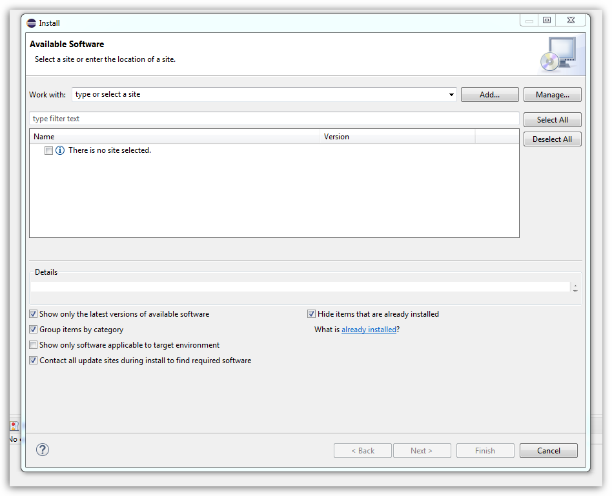 Install
Available Software
Select a site or enter the location of a site.
Work with: type or select a site Add... Manage...
type filter text Select All
Name Version Deselect All
There is no site selected.
Details
Show only the latest versions of available software Hide items that are already installed
Group items by category What is already installed?
Show only software applicable to target environment
Contact all update sites during install to find required software
No
? < Back Next > Finish Cancel